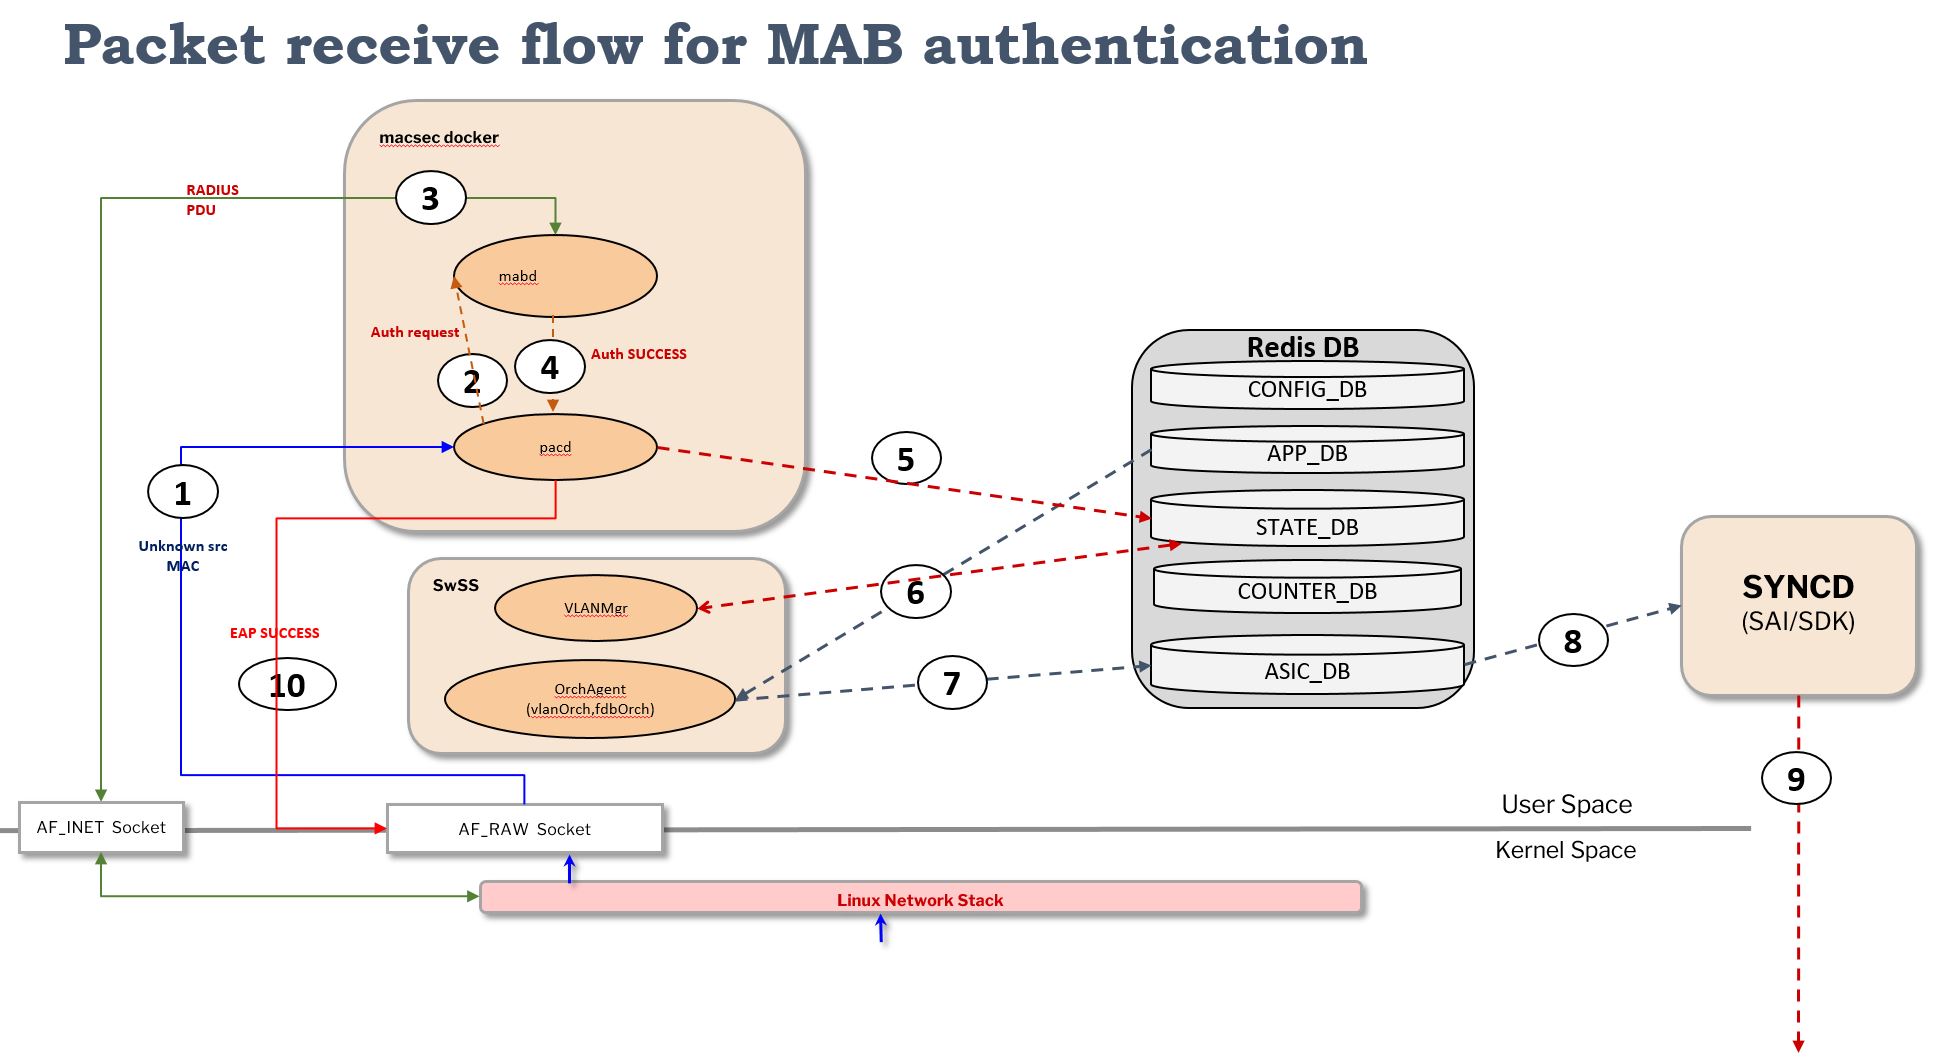 Packet receive flow for MAB authentication
macsec docker
RADIUS
PDU
3
mabd
Auth request
2
4
Auth SUCCESS
pacd
1
Unknown src
MAC
5
Redis DB
CONFIG_DB
APP_DB
STATE_DB
COUNTER_DB
ASIC_DB
SwSS
VLANMgr
OrchAgent
(vlanOrch,fdbOrch)
6
7
8
SYNCD
(SAI/SDK)
9
EAP SUCCESS
10
AF_INET Socket
AF_RAW Socket
User Space
Kernel Space
Linux Network Stack